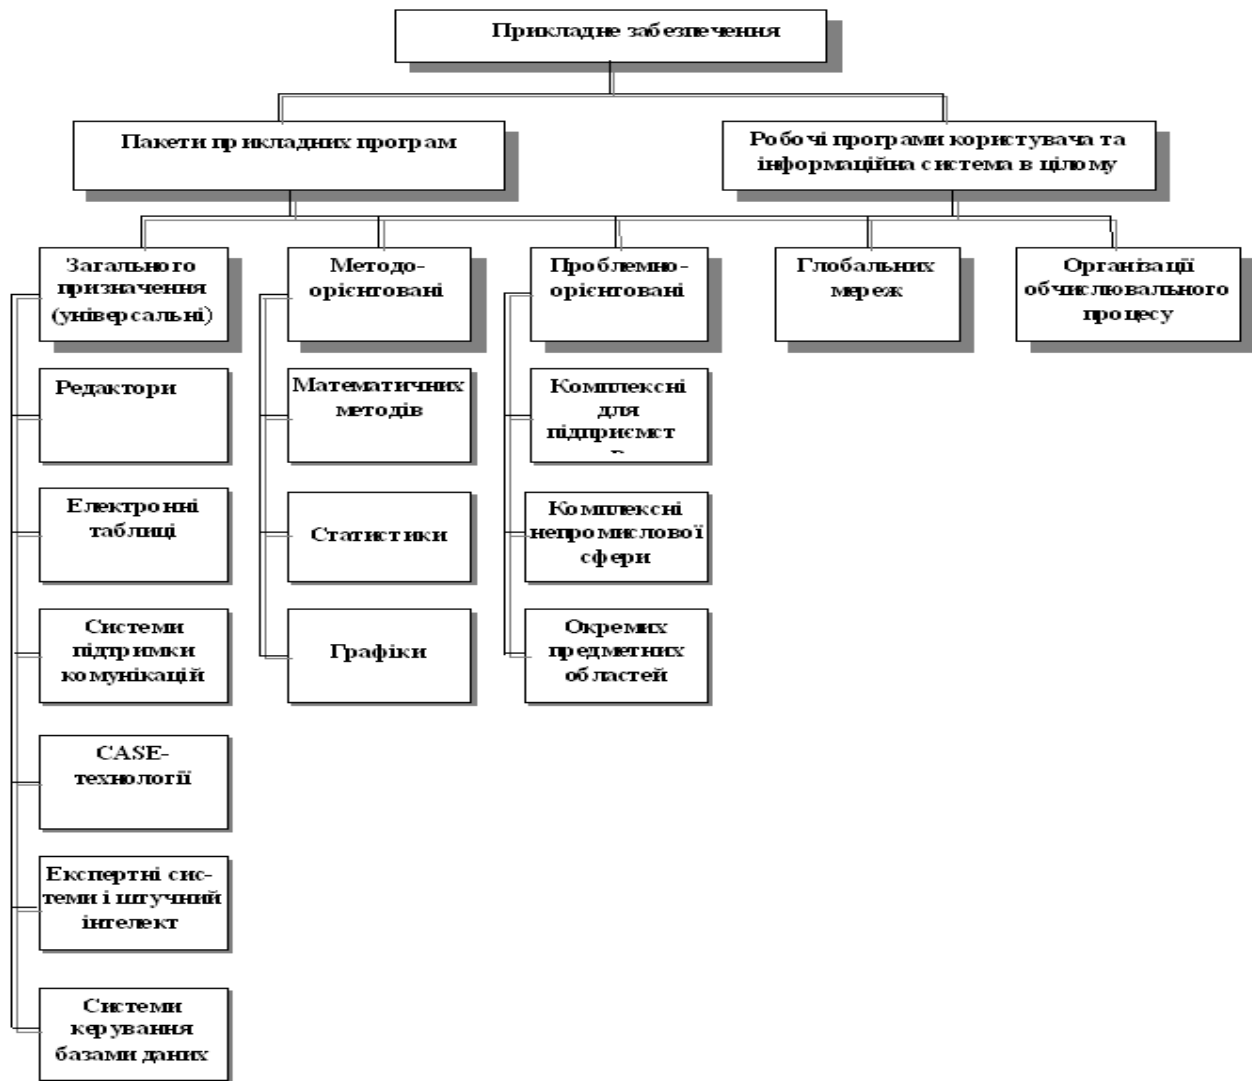 Прикладне забезпечення
Пакети прикладних програм
Робочі програми користувача та
інформаційна система в цілому
Загального
призначення
(універсальні)
Методо-
орієнтовані
Проблемно-
орієнтовані
Глобальних
мереж
Організації
обчислювального
процесу
Редактори
Математичних
методів
Комплексні
для
підприємст
в
Електронні
таблиці
Статистики
Комплексні
непромислової
сфери
Системи
підтримки
комунікацій
Графіки
Окремих
предметних
областей
CASE-
технології
Експертні сис-
теми і штучний
інтелект
Системи
керування
базами даних